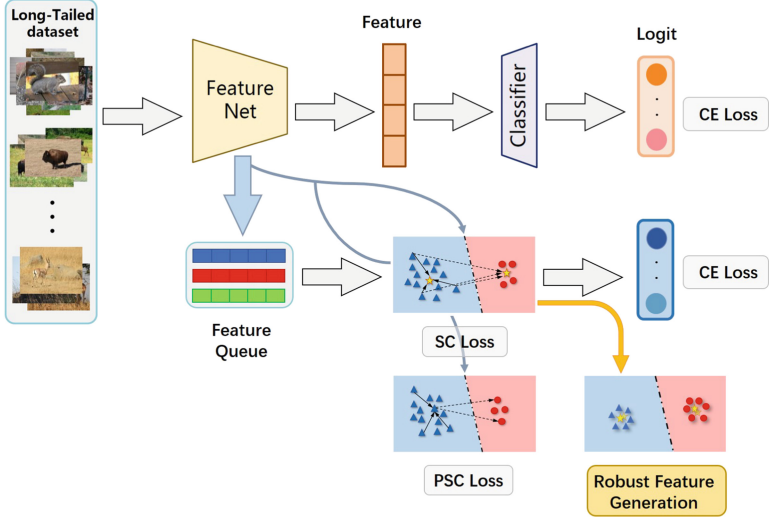 Long-Tailed
dataset
Feature
Net
Feature
Classifier
Logit
CE Loss
Feature
Queue
SC Loss
CE Loss
PSC Loss
Robust Feature
Generation